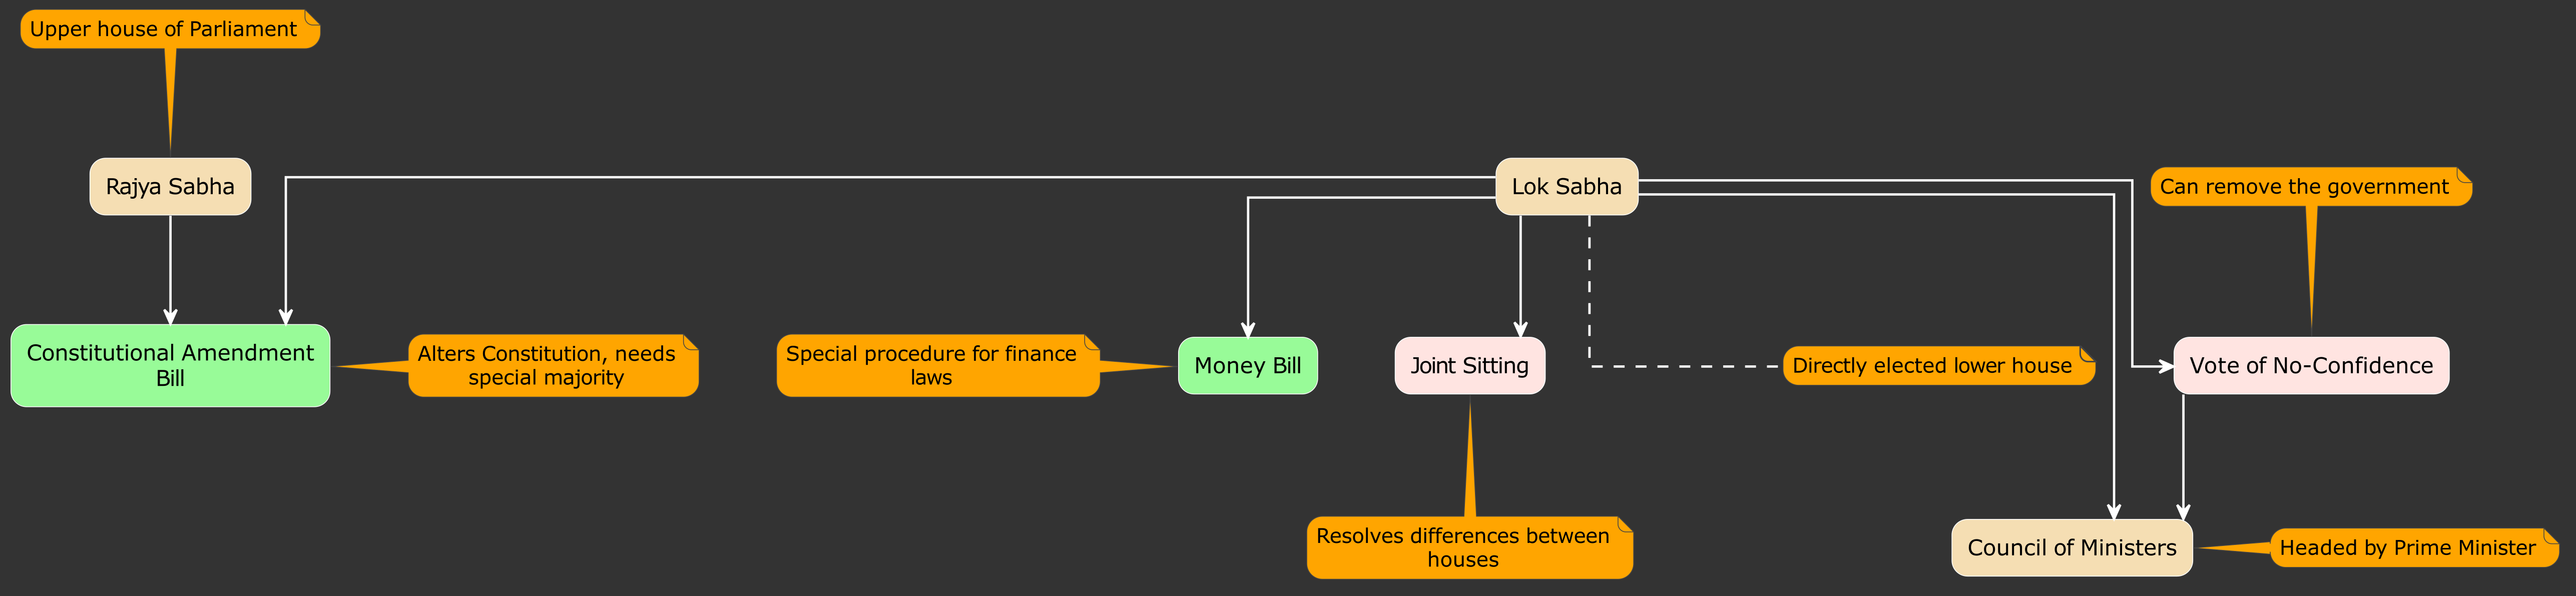 Upper house of Parliament
Rajya Sabha
Lok Sabha
Can remove the government
Constitutional Amendment
Bill
Alters Constitution, needs
special majority
Special procedure for finance
laws
Money Bill
Joint Sitting
Directly elected lower house
Vote of No-Confidence
Resolves differences between
houses
Council of Ministers
Headed by Prime Minister